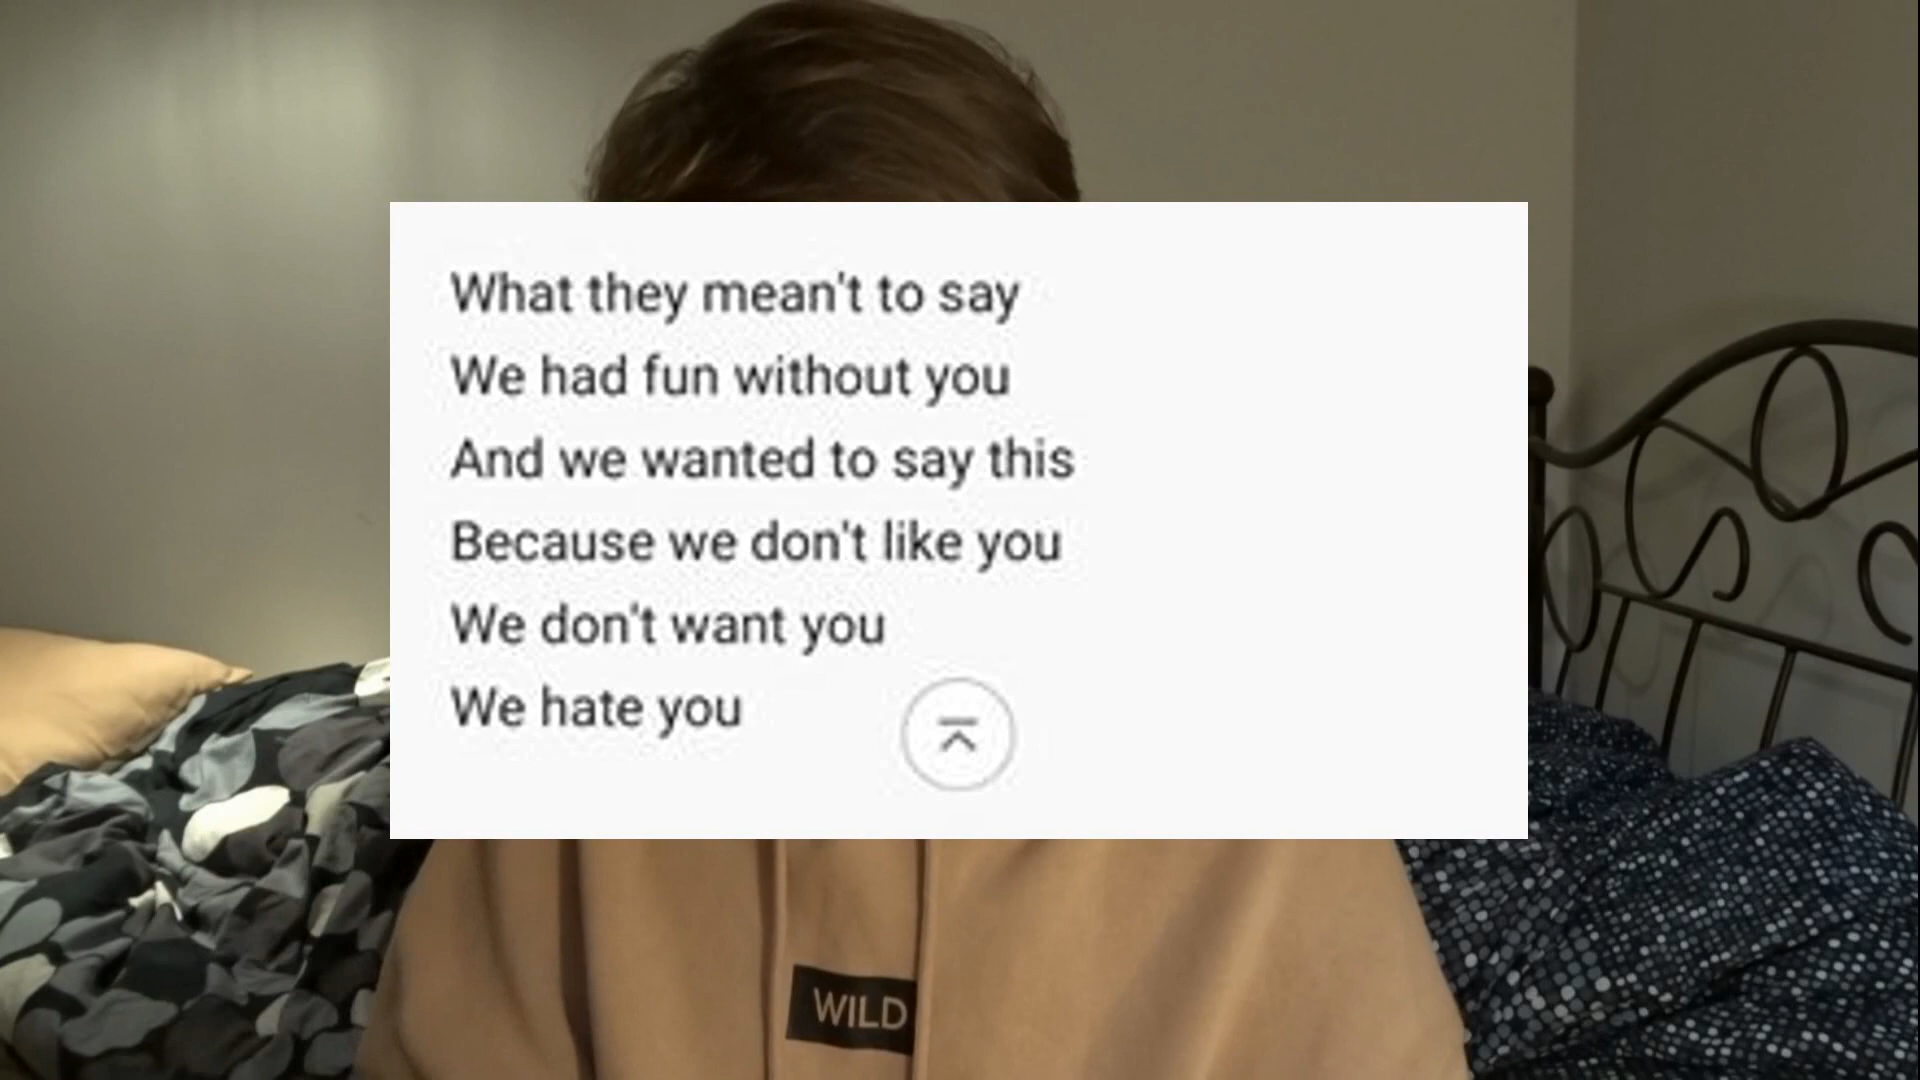 What they mean't to say
We had fun without you
And we wanted to say this
Because we don't like you
We don't want you
We hate you
WILD